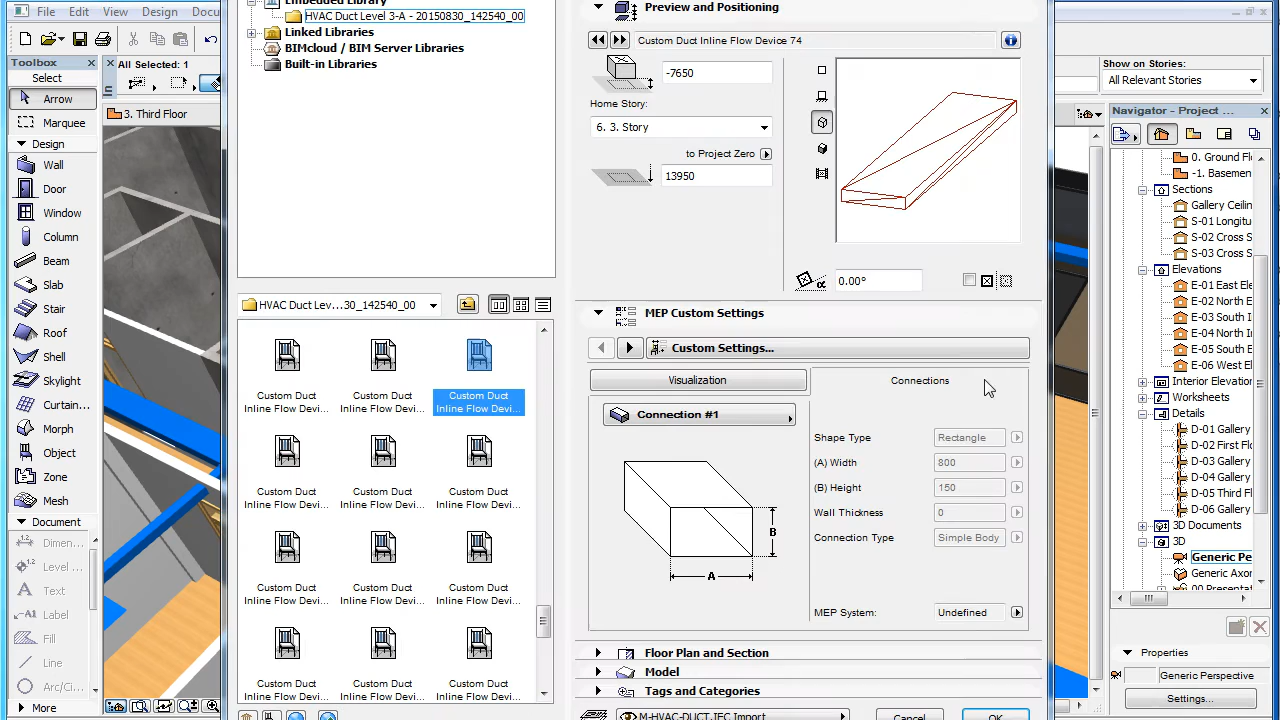 File
Edit
View
Design
Docu
Toolbox
Select
Arrow
Marquee
Design
Wall
Door
Window
Column
Beam
Slab
Stair
Roof
Shell
Skylight
Curtain...
Morph
Object
Zone
Mesh
Document
Dimen...
Level ...
Text
Label
Fill
Line
Arc/Ci...
More
All Selected: 1
3. Third Floor
Embedded Library
HVAC Duct Level 3-A - 20150830_142540_00
Linked Libraries
BIMcloud / BIM Server Libraries
Built-in Libraries
HVAC Duct Lev...30_142540_00
Custom Duct
Inline Flow Devi...
Custom Duct
Inline Flow Devi...
Custom Duct
Inline Flow Devi...
Custom Duct
Inline Flow Devi...
Custom Duct
Inline Flow Devi...
Custom Duct
Inline Flow Devi...
Custom Duct
Inline Flow Devi...
Custom Duct
Inline Flow Devi...
Custom Duct
Inline Flow Devi...
Custom Duct
Inline Flow Devi...
Custom Duct
Inline Flow Devi...
Custom Duct
Inline Flow Devi...
Preview and Positioning
Custom Duct Inline Flow Device 74
-7650
Home Story:
6. 3. Story
to Project Zero
13950
α 0.00°
MEP Custom Settings
Custom Settings...
Visualization
Connections
Connection #1
A
B
Shape Type Rectangle
(A) Width 800
(B) Height 150
Wall Thickness 0
Connection Type Simple Body
MEP System: Undefined
Floor Plan and Section
Model
Tags and Categories
M-HVAC-DUCT.IFC Import
Cancel
OK
Show on Stories:
All Relevant Stories
Navigator - Project ...
0. Ground Fl
-1. Basemen
Sections
Gallery Ceilin
S-01 Longitu
S-02 Cross S
S-03 Cross S
Elevations
E-01 East Ele
E-02 North E
E-03 South In
E-04 North In
E-05 South E
E-06 West El
Interior Elevation
Worksheets
Details
D-01 Gallery
D-02 First Flo
D-03 Gallery
D-04 Gallery
D-05 Third Fl
D-06 Gallery
3D Documents
3D
Generic Pe
Generic Axon
Properties
Generic Perspective
Settings...